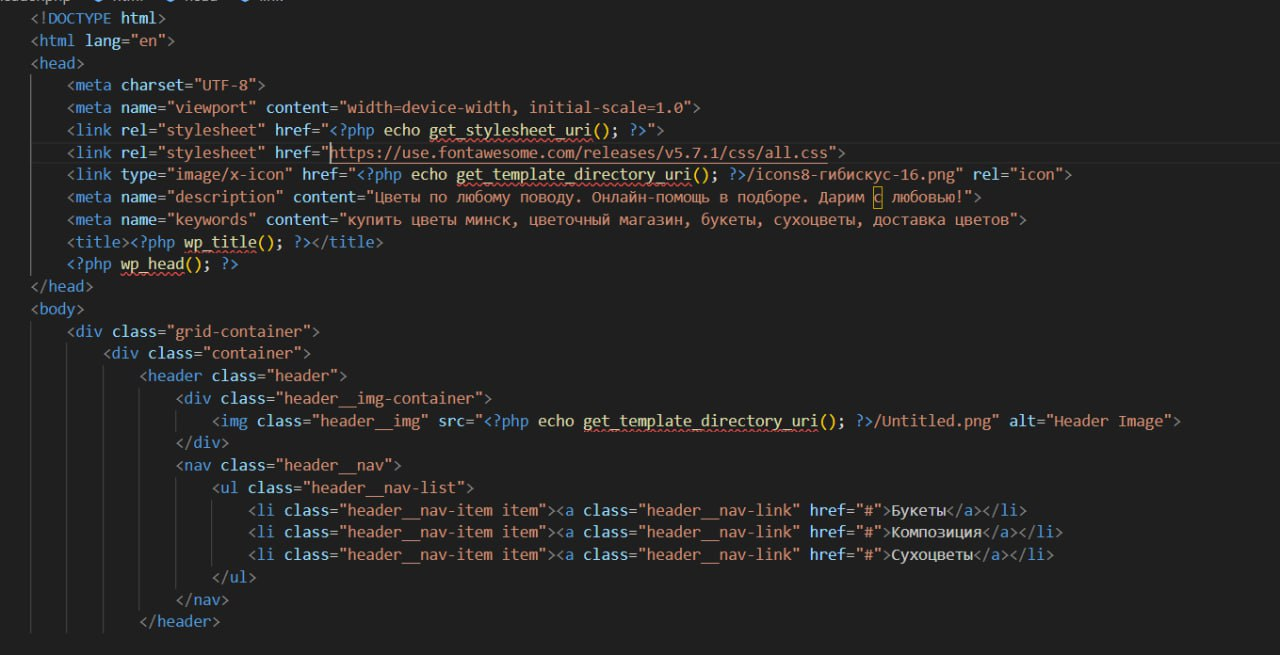 <!DOCTYPE html>
<html lang="en">
<head>
    <meta charset="UTF-8">
    <meta name="viewport" content="width=device-width, initial-scale=1.0">
    <link rel="stylesheet" href="<?php echo get_stylesheet_uri(); ?>">
    <link rel="stylesheet" href="https://use.fontawesome.com/releases/v5.7.1/css/all.css">
    <link type="image/x-icon" href="<?php echo get_template_directory_uri(); ?>/icons8-гибискус-16.png" rel="icon">
    <meta name="description" content="Цветы по любому поводу. Онлайн-помощь в подборе. Дарим с любовью!">
    <meta name="keywords" content="купить цветы минск, цветочный магазин, букеты, сухоцветы, доставка цветов">
    <title><?php wp_title(); ?></title>
    <?php wp_head(); ?>
</head>
<body>
    <div class="grid-container">
        <div class="container">
            <header class="header">
                <div class="header__img-container">
                    <img class="header__img" src="<?php echo get_template_directory_uri(); ?>/Untitled.png" alt="Header Image">
                </div>
                <nav class="header__nav">
                    <ul class="header__nav-list">
                        <li class="header__nav-item item"><a class="header__nav-link" href="#">Букеты</a></li>
                        <li class="header__nav-item item"><a class="header__nav-link" href="#">Композиция</a></li>
                        <li class="header__nav-item item"><a class="header__nav-link" href="#">Сухоцветы</a></li>
                    </ul>
                </nav>
            </header>